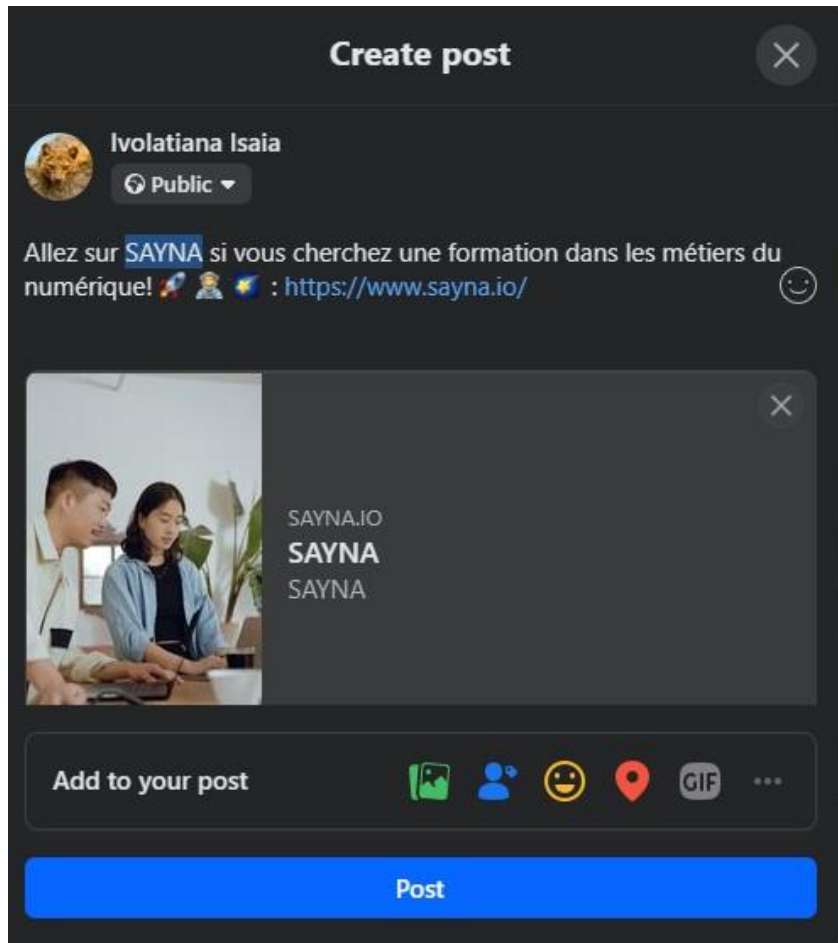 Create post
Ivolatiana Isaia
Public
Allez sur SAYNA si vous cherchez une formation dans les métiers du
numérique! 🚀 👩‍🚀 🌠 : https://www.sayna.io/
SAYNA.IO
SAYNA
SAYNA
Add to your post
GIF
Post